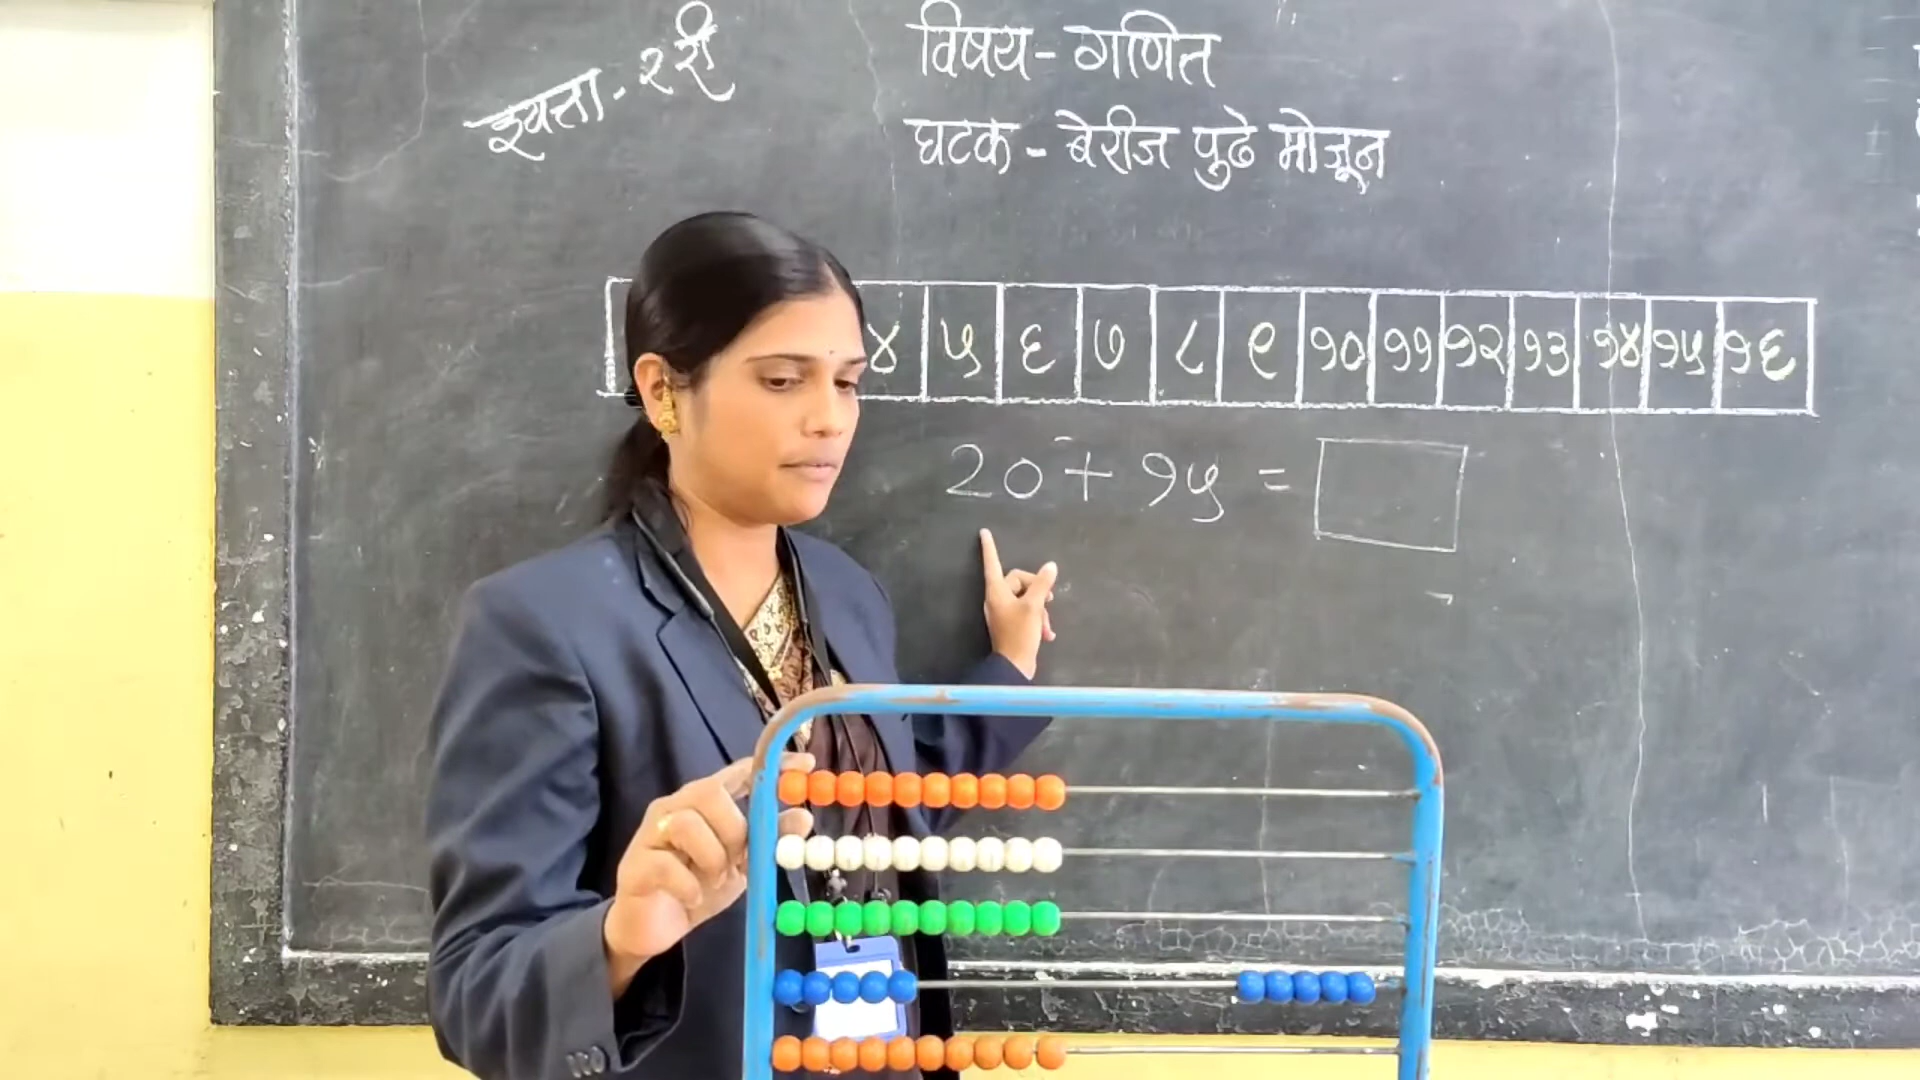 इयत्ता - २ री
विषय - गणित
घटक - बेरीज पुढे मोजून
४ ५ ६ ७ ८ ९ १० ११ १२ १३ १४ १५ १६
20 + १५ =